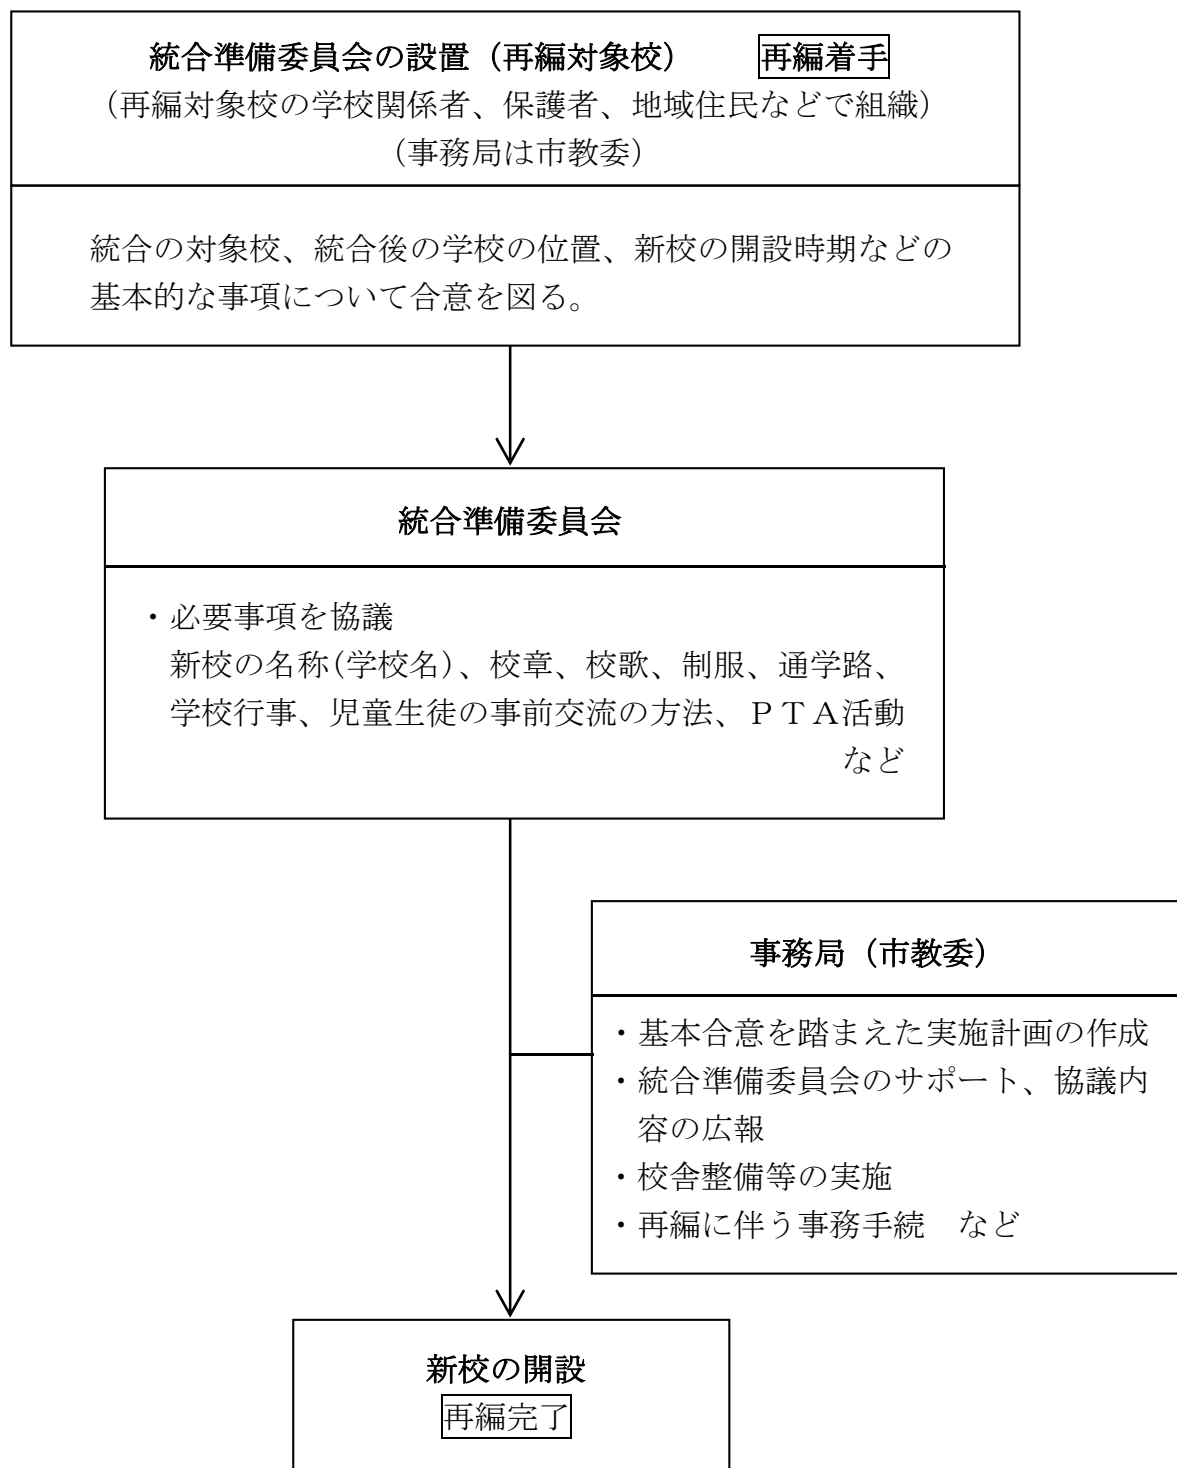 統合準備委員会の設置（再編対象校）　　再編着手
（再編対象校の学校関係者、保護者、地域住民などで組織）
（事務局は市教委）
統合の対象校、統合後の学校の位置、新校の開設時期などの
基本的な事項について合意を図る。
統合準備委員会
・必要事項を協議
新校の名称(学校名)、校章、校歌、制服、通学路、
学校行事、児童生徒の事前交流の方法、ＰＴＡ活動
など
事務局（市教委）
・基本合意を踏まえた実施計画の作成
・統合準備委員会のサポート、協議内
容の広報
・校舎整備等の実施
・再編に伴う事務手続　など
新校の開設
再編完了